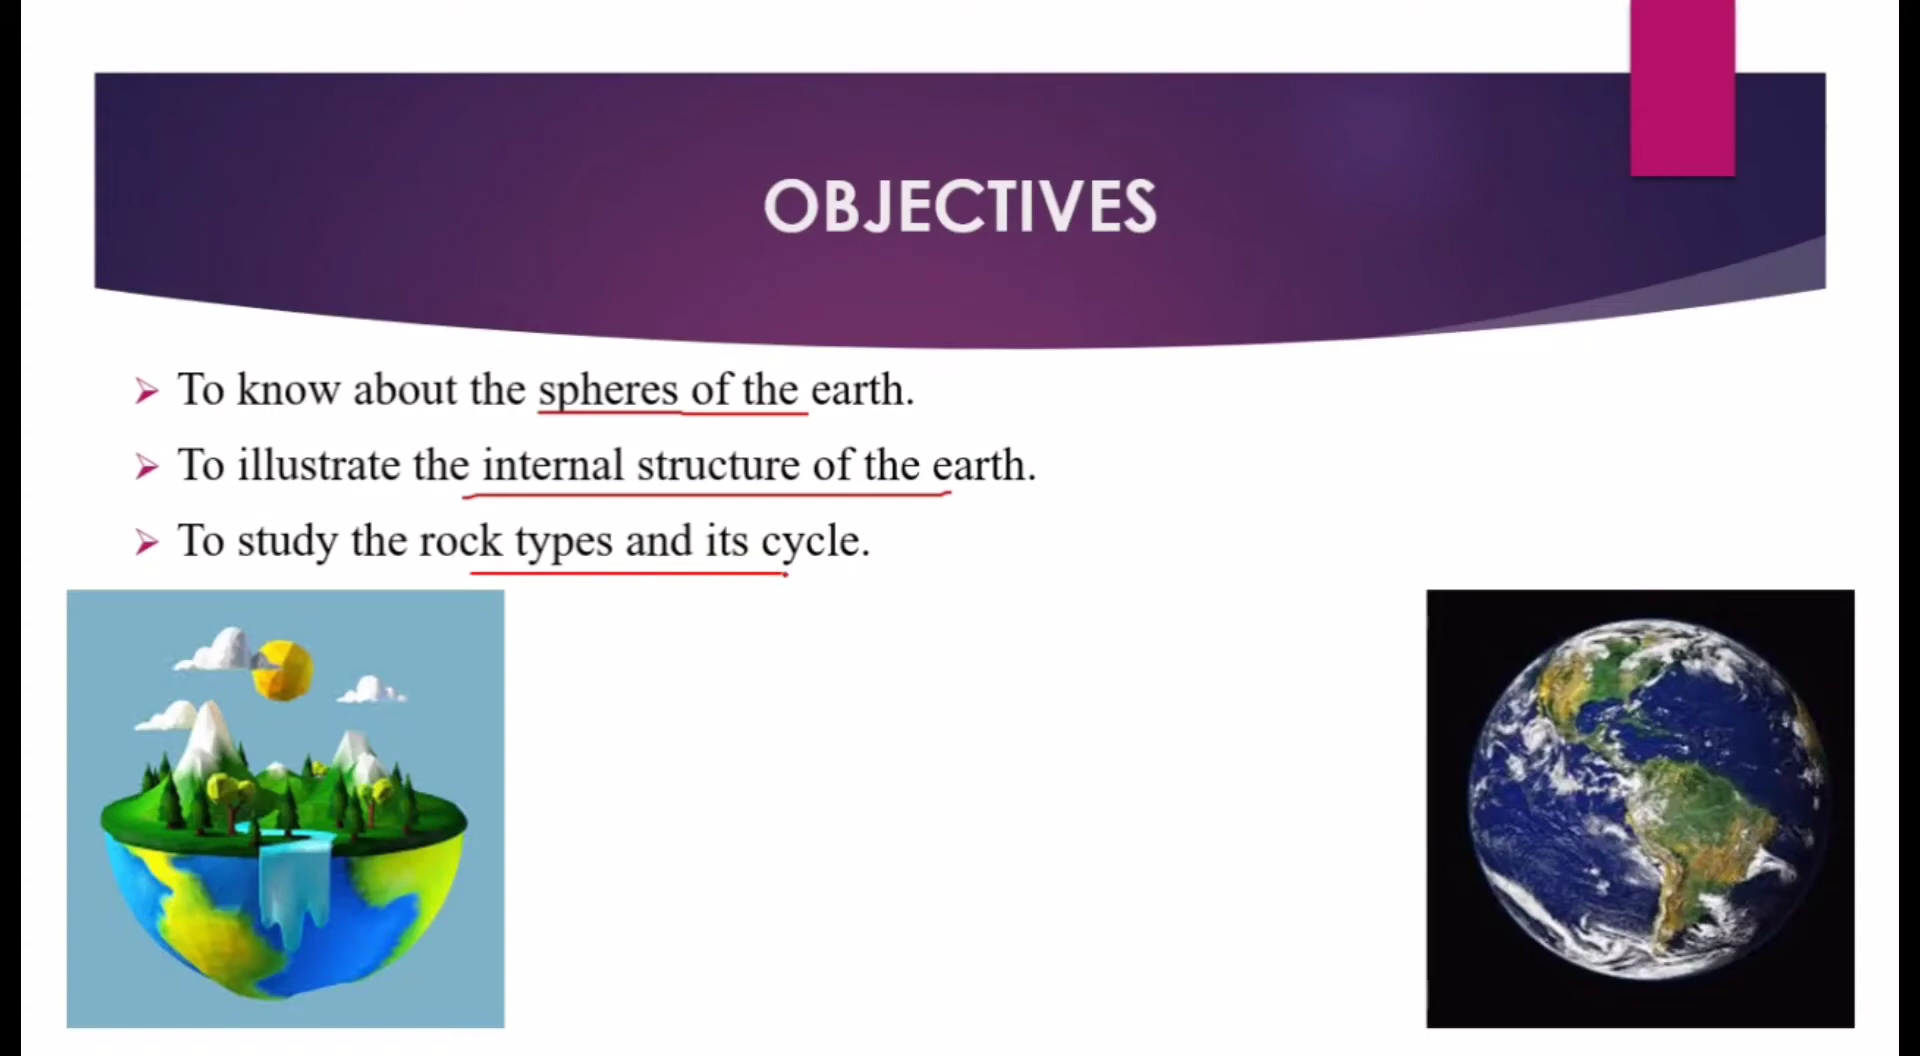 OBJECTIVES
To know about the spheres of the earth.
To illustrate the internal structure of the earth.
To study the rock types and its cycle.